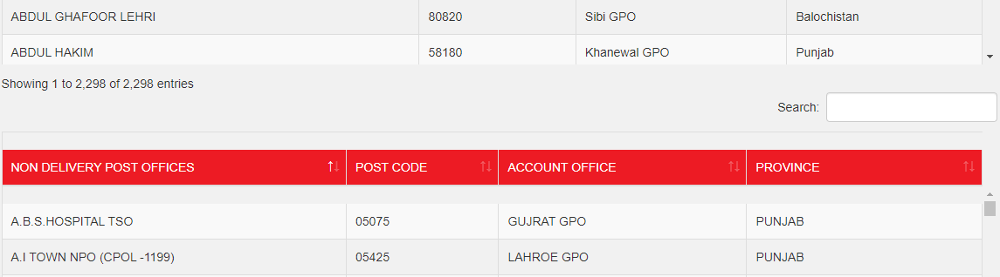 ABDUL GHAFOOR LEHRI 80820 Sibi GPO Balochistan
ABDUL HAKIM 58180 Khanewal GPO Punjab
Showing 1 to 2,298 of 2,298 entries
Search:
NON DELIVERY POST OFFICES POST CODE ACCOUNT OFFICE PROVINCE
A.B.S.HOSPITAL TSO 05075 GUJRAT GPO PUNJAB
A.I TOWN NPO (CPOL -1199) 05425 LAHROE GPO PUNJAB